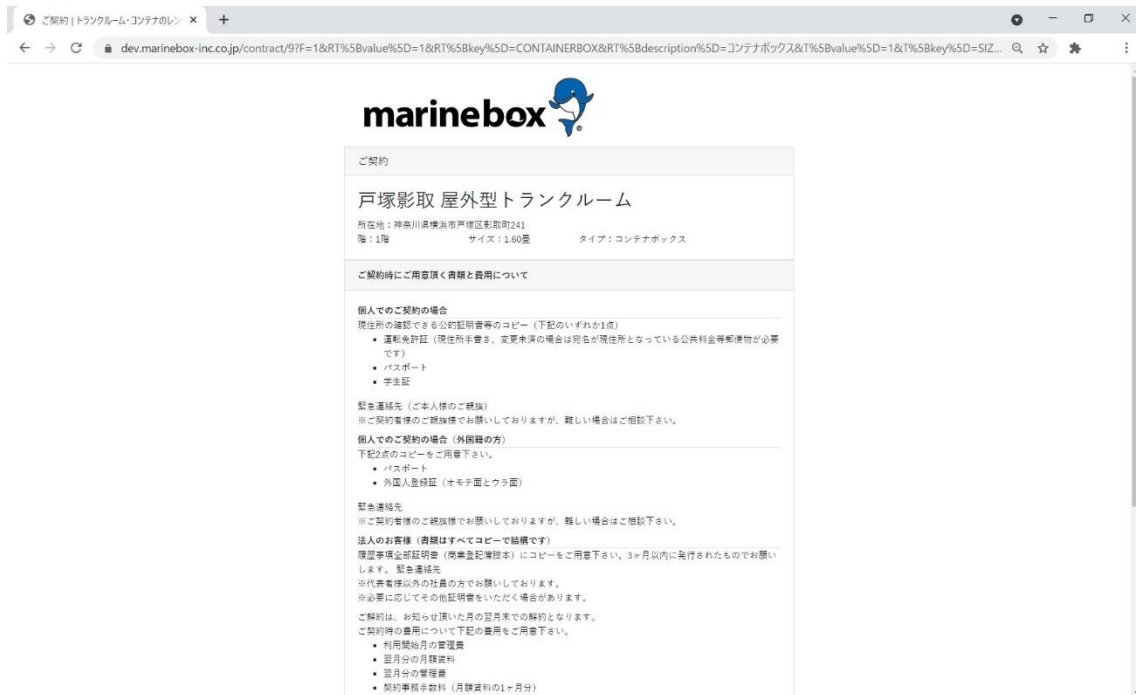 ご契約 | トランクルーム・コンテナのレン
dev.marinebox-inc.co.jp/contract/9?F=1&RT%5Bvalue%5D=1&RT%5Bkey%5D=CONTAINERBOX&RT%5Bdescription%5D=コンテナボックス&T%5Bvalue%5D=1&T%5Bkey%5D=SIZ...
marinebox
ご契約
戸塚影取 屋外型トランクルーム
所在地：神奈川県横浜市戸塚区影取町241
階：1階 サイズ：1.60畳 タイプ：コンテナボックス
ご契約時にご用意頂く書類と費用について
個人でのご契約の場合
現住所の確認できる公的証明書等のコピー（下記のいずれか1点）
• 運転免許証（現住所手書き、変更未済の場合は宛名が現住所となっている公共料金等郵便物が必要
です）
• パスポート
• 学生証
緊急連絡先（ご本人様のご親族）
※ご契約者様のご親族様でお願いしておりますが、難しい場合はご相談下さい。
個人でのご契約の場合（外国籍の方）
下記2点のコピーをご用意下さい。
• パスポート
• 外国人登録証（オモテ面とウラ面）
緊急連絡先
※ご契約者様のご親族様でお願いしておりますが、難しい場合はご相談下さい。
法人のお客様（書類はすべてコピーで結構です）
履歴事項全部証明書（商業登記簿謄本）にコピーをご用意下さい。3ヶ月以内に発行されたものでお願い
します。 緊急連絡先
※代表者様以外の社員の方でお願いしております。
※必要に応じてその他証明書をいただく場合があります。
ご解約は、お知らせ頂いた月の翌月末での解約となります。
ご契約時の費用について下記の費用をご用意下さい。
• 利用開始月の管理費
• 翌月分の月額賃料
• 翌月分の管理費
• 契約事務手数料（月額賃料の1ヶ月分）